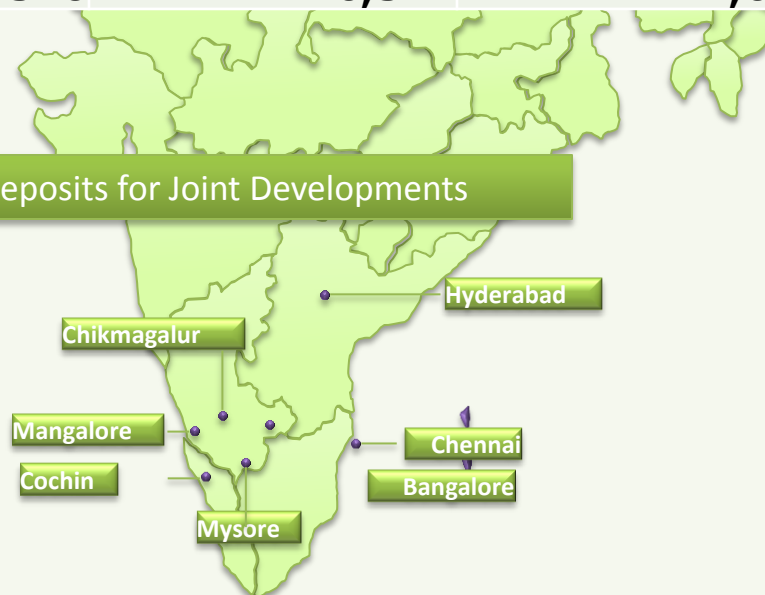 eposits for Joint Developments
Hyderabad
Chikmagalur
Mangalore
Chennai
Cochin
Bangalore
Mysore